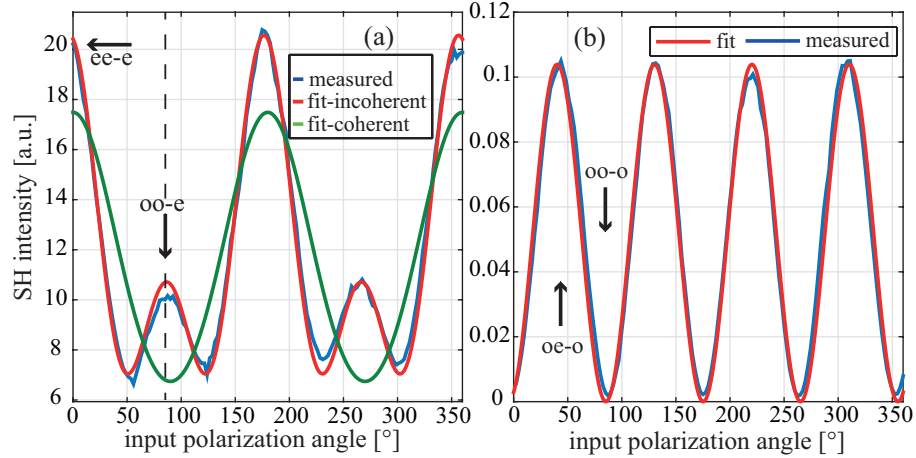 (a)
ee-e
measured
fit-incoherent
fit-coherent
oo-e
SH intensity [a.u.]
20
18
16
14
12
10
8
6
0 50 100 150 200 250 300 350
input polarization angle [°]
(b)
fit measured
oo-o
oe-o
0.12
0.1
0.08
0.06
0.04
0.02
0
0 50 100 150 200 250 300 350
input polarization angle [°]